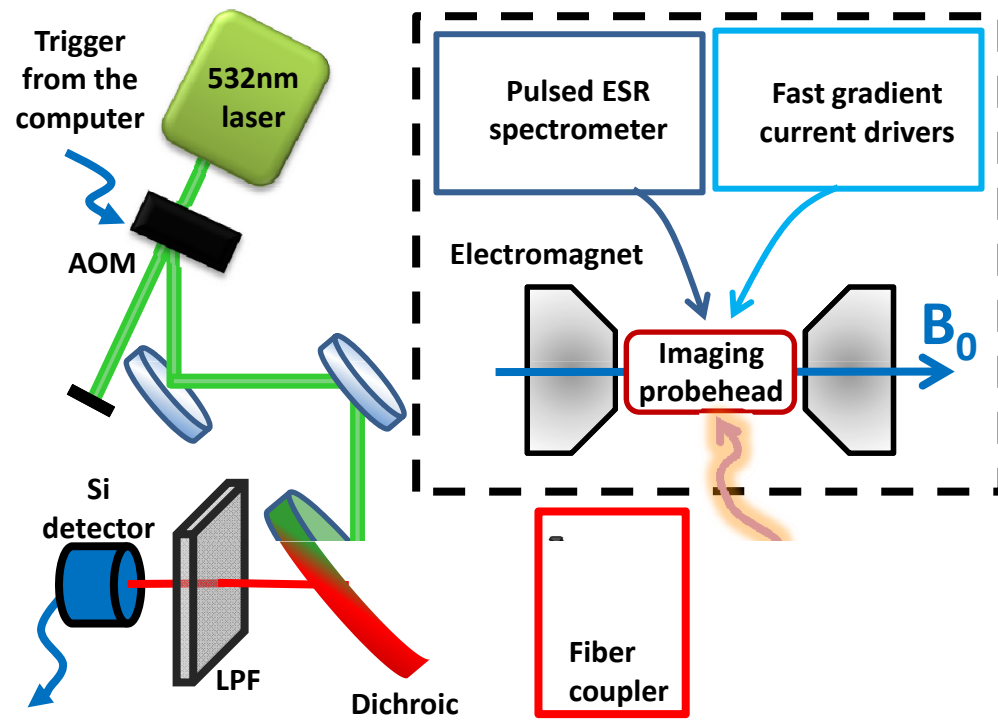 Trigger
from the
computer
532nm
laser
AOM
Pulsed ESR
spectrometer
Fast gradient
current drivers
Electromagnet
Imaging
probehead
B0
Si
detector
LPF
Dichroic
Fiber
coupler